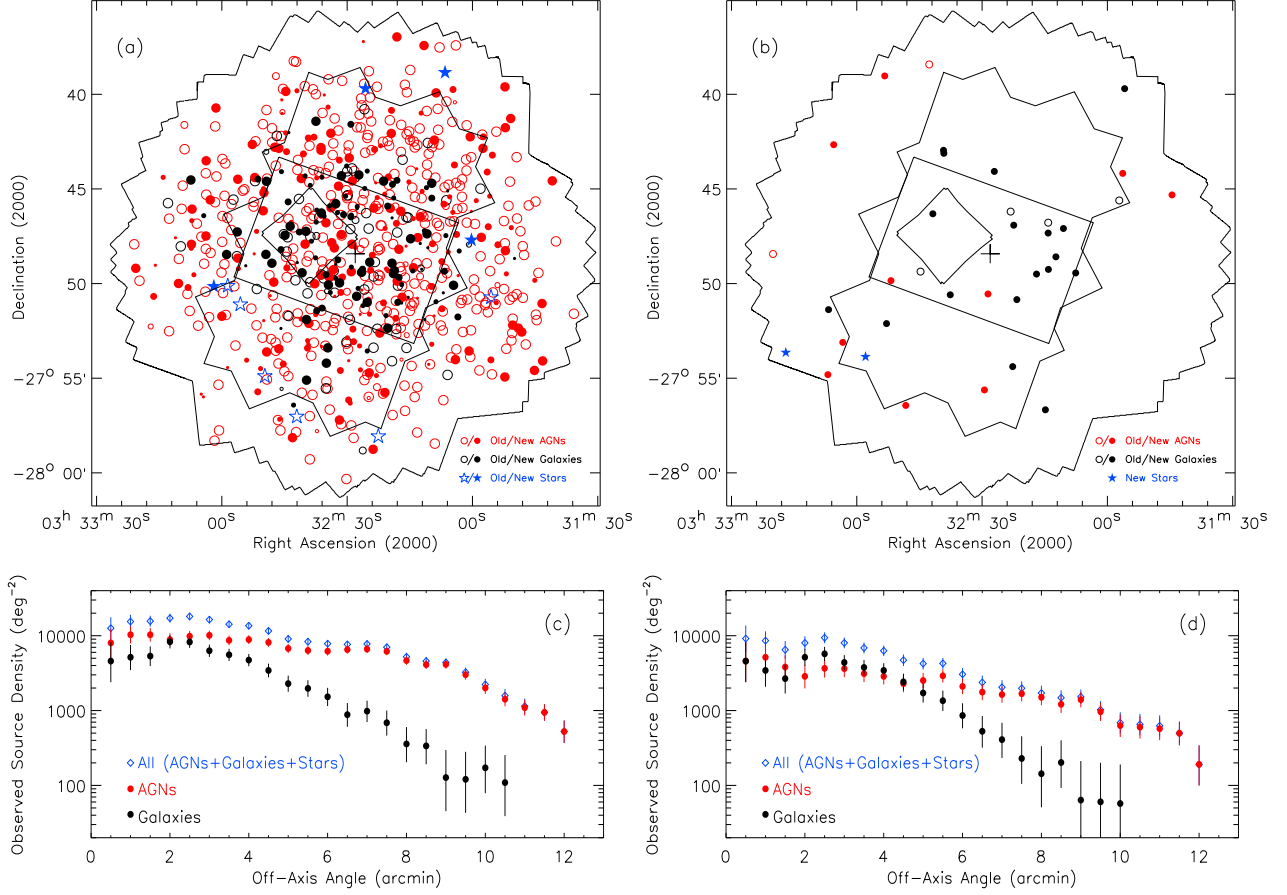 (a)
Declination (2000)
40
45
50
−27° 55'
−28° 00'
○/● Old/New AGNs
○/● Old/New Galaxies
☆/★ Old/New Stars
03h 33m 30s 00s 32m 30s 00s 31m 30s
Right Ascension (2000)
(b)
Declination (2000)
40
45
50
−27° 55'
−28° 00'
○/● Old/New AGNs
○/● Old/New Galaxies
★ New Stars
03h 33m 30s 00s 32m 30s 00s 31m 30s
Right Ascension (2000)
(c)
Observed Source Density (deg−2)
10000
1000
100
All (AGNs+Galaxies+Stars)
AGNs
Galaxies
0 2 4 6 8 10 12
Off−Axis Angle (arcmin)
(d)
Observed Source Density (deg−2)
10000
1000
100
All (AGNs+Galaxies+Stars)
AGNs
Galaxies
0 2 4 6 8 10 12
Off−Axis Angle (arcmin)